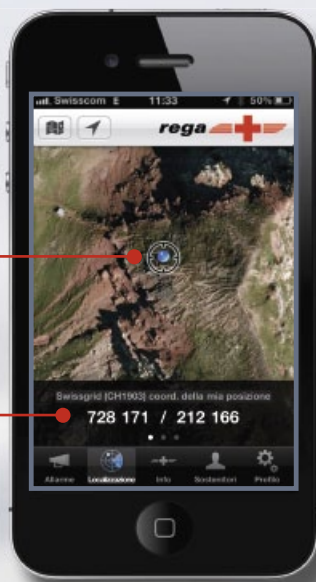 Swisscom E 11:33 50%
rega
Swissgrid (CH1903) coord. della mia posizione
728 171 / 212 166
Allarme Localizzazione Info Sostenitori Profilo